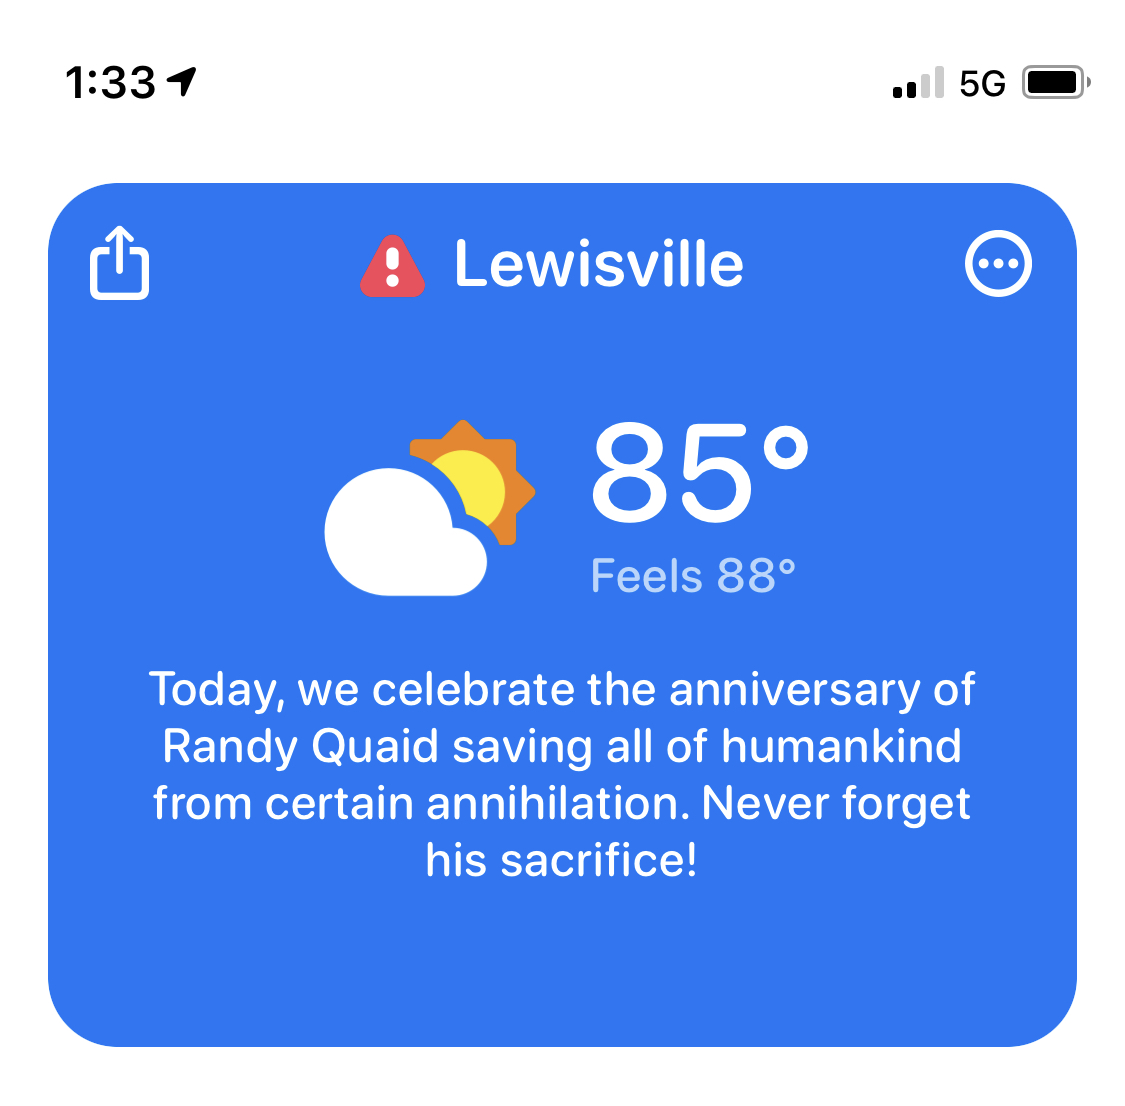 1:33 5G
Lewisville
85°
Feels 88°
Today, we celebrate the anniversary of
Randy Quaid saving all of humankind
from certain annihilation. Never forget
his sacrifice!